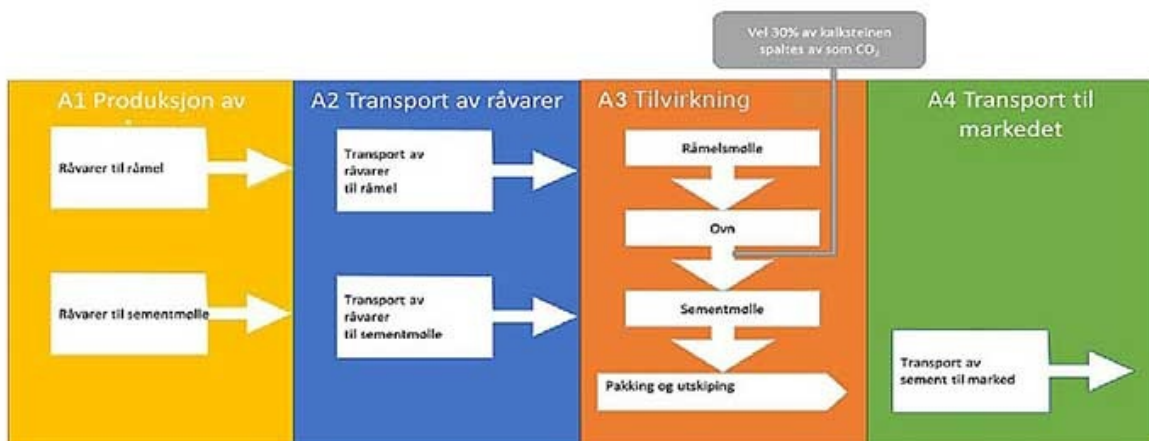 Vel 30% av kalksteinen
spaltes av som CO₂
A1 Produksjon av
Råvarer til råmel
Råvarer til sementmølle
A2 Transport av råvarer
Transport av
råvarer
til råmel
Transport av
råvarer
til sementmølle
A3 Tilvirkning
Råmelsmølle
Ovn
Sementmølle
Pakking og utskiping
A4 Transport til
markedet
Transport av
sement til marked